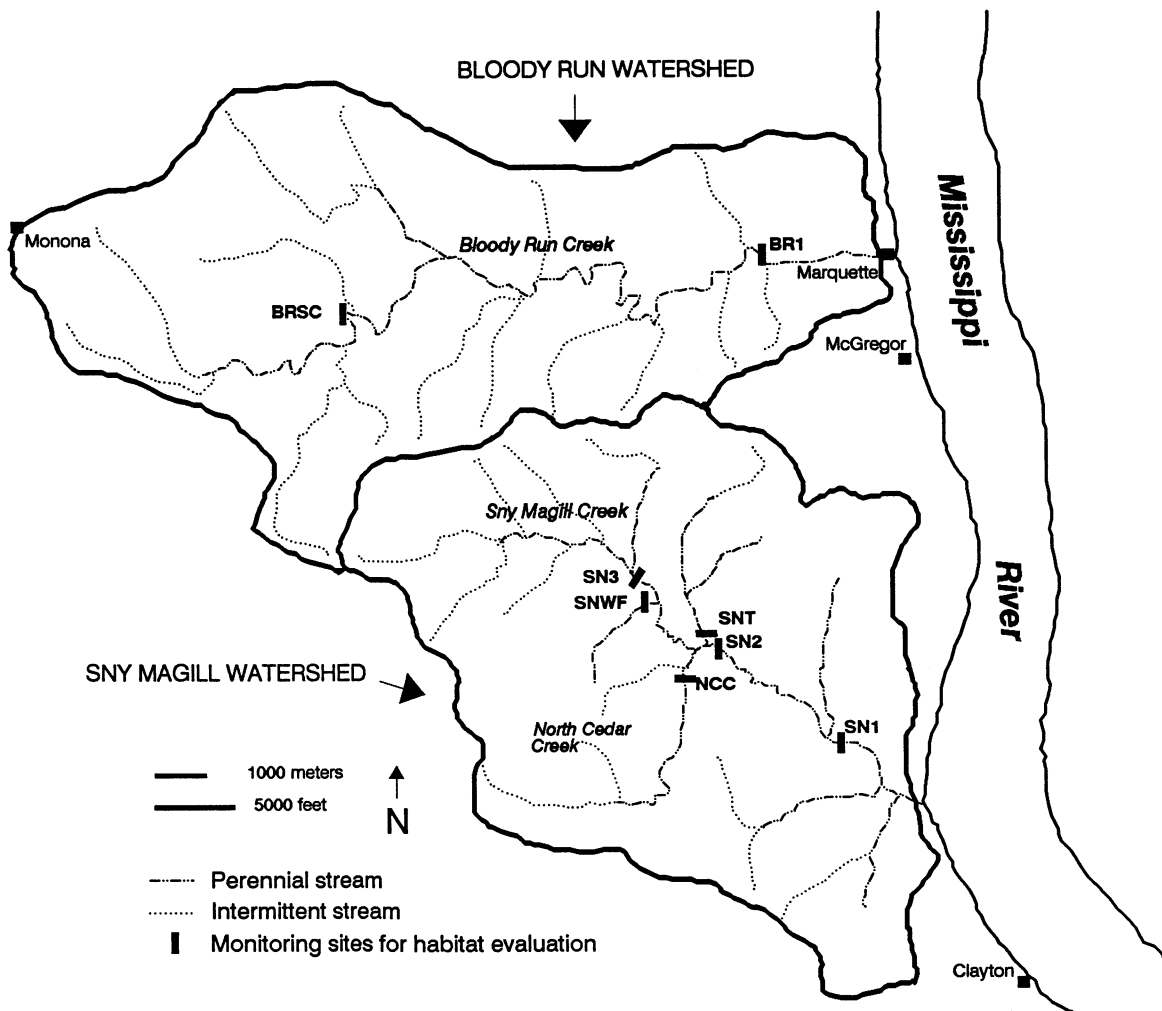 BLOODY RUN WATERSHED
Mississippi
Monona
Bloody Run Creek
BR1
Marquette
BRSC
McGregor
Sny Magill Creek
SN3
SNWF
River
SNT
SN2
SNY MAGILL WATERSHED
NCC
North Cedar
Creek
SN1
1000 meters
5000 feet
N
Perennial stream
Intermittent stream
Monitoring sites for habitat evaluation
Clayton